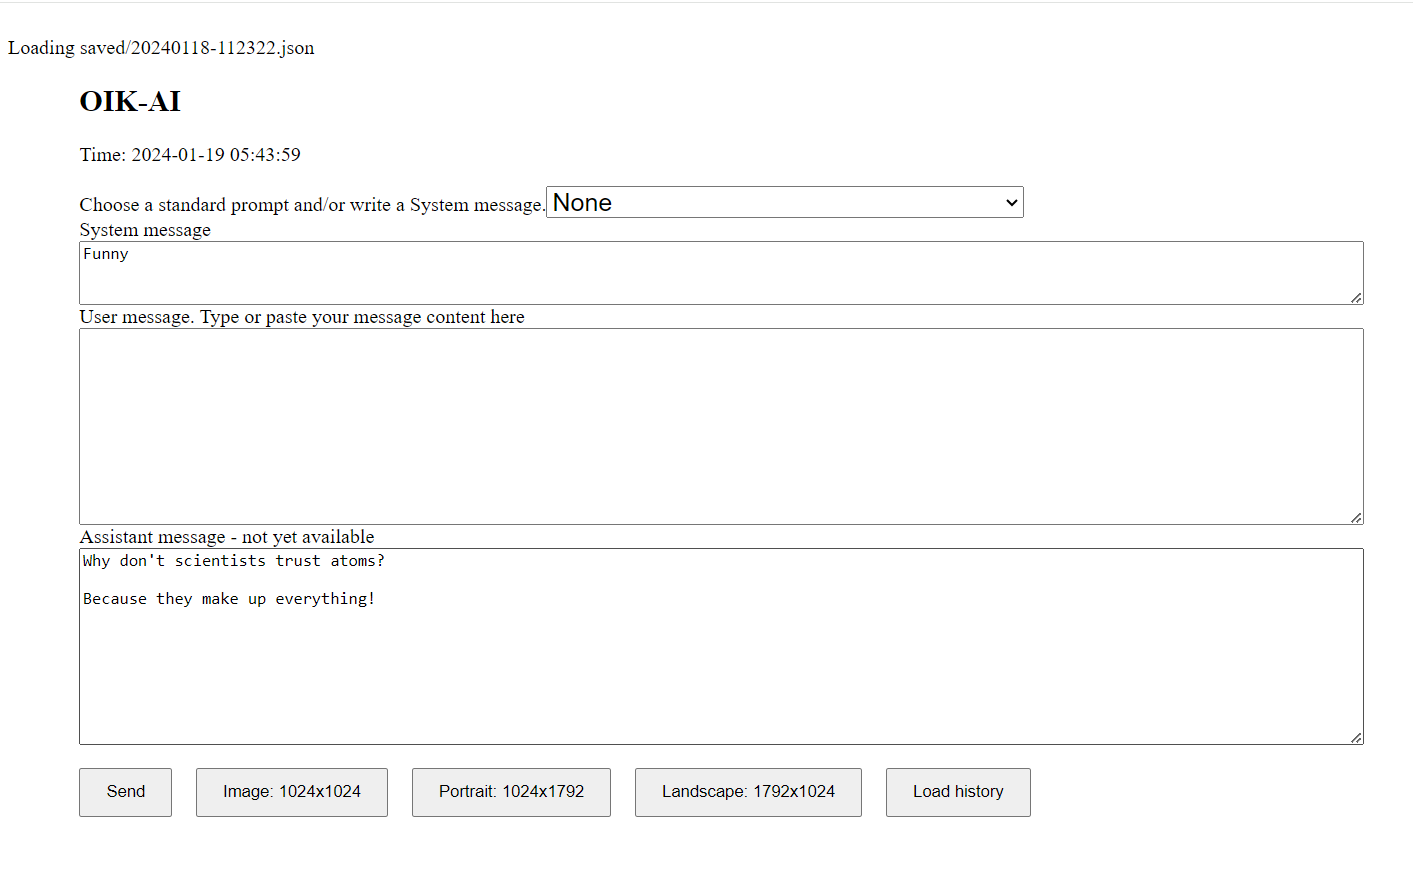 Loading saved/20240118-112322.json
OIK-AI
Time: 2024-01-19 05:43:59
Choose a standard prompt and/or write a System message. None
System message
Funny
User message. Type or paste your message content here
Assistant message - not yet available
Why don't scientists trust atoms?
Because they make up everything!
Send Image: 1024x1024 Portrait: 1024x1792 Landscape: 1792x1024 Load history